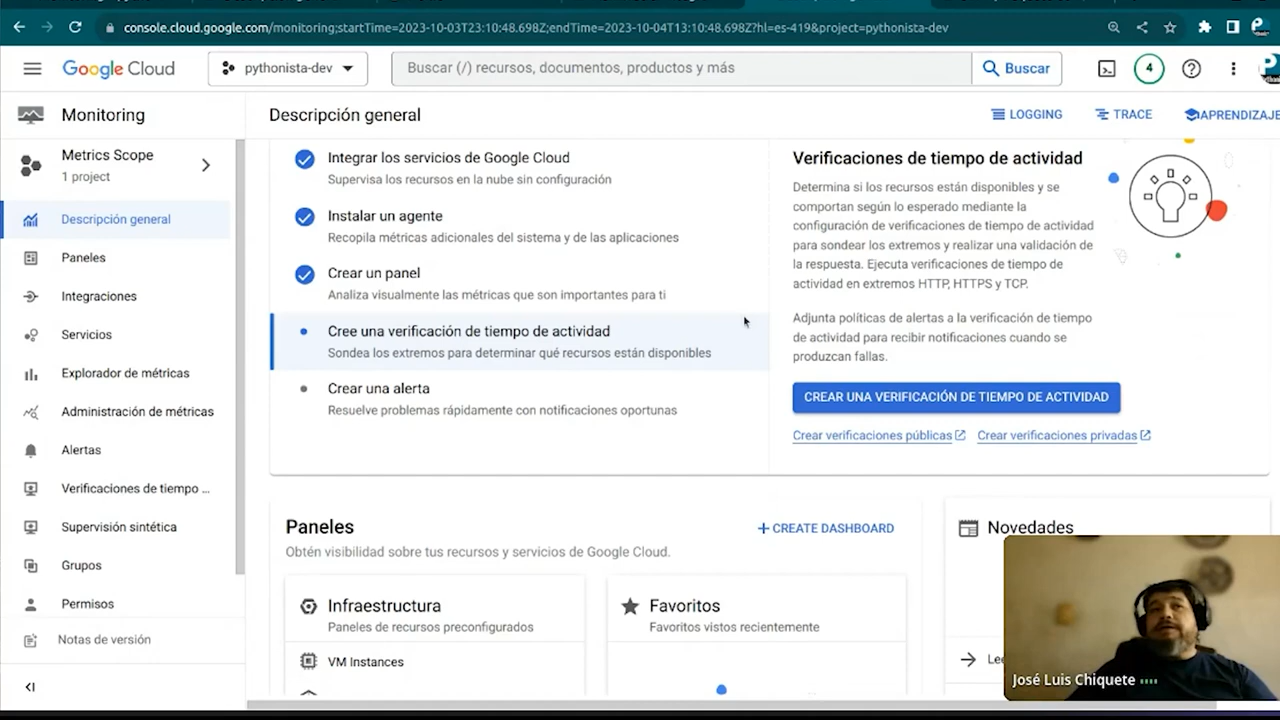 console.cloud.google.com/monitoring;startTime=2023-10-03T23:10:48.698Z;endTime=2023-10-04T13:10:48.698Z?hl=es-419&project=pythonista-dev
Google Cloud
pythonista-dev
Buscar (/) recursos, documentos, productos y más
Buscar
4
Monitoring
Descripción general
LOGGING
TRACE
APRENDIZAJE
Metrics Scope
1 project
Descripción general
Paneles
Integraciones
Servicios
Explorador de métricas
Administración de métricas
Alertas
Verificaciones de tiempo ...
Supervisión sintética
Grupos
Permisos
Notas de versión
Integrar los servicios de Google Cloud
Supervisa los recursos en la nube sin configuración
Instalar un agente
Recopila métricas adicionales del sistema y de las aplicaciones
Crear un panel
Analiza visualmente las métricas que son importantes para ti
Cree una verificación de tiempo de actividad
Sondea los extremos para determinar qué recursos están disponibles
Crear una alerta
Resuelve problemas rápidamente con notificaciones oportunas
Verificaciones de tiempo de actividad
Determina si los recursos están disponibles y se
comportan según lo esperado mediante la
configuración de verificaciones de tiempo de actividad
para sondear los extremos y realizar una validación de
la respuesta. Ejecuta verificaciones de tiempo de
actividad en extremos HTTP, HTTPS y TCP.
Adjunta políticas de alertas a la verificación de tiempo
de actividad para recibir notificaciones cuando se
produzcan fallas.
CREAR UNA VERIFICACIÓN DE TIEMPO DE ACTIVIDAD
Crear verificaciones públicas
Crear verificaciones privadas
Paneles
+ CREATE DASHBOARD
Obtén visibilidad sobre tus recursos y servicios de Google Cloud.
Infraestructura
Paneles de recursos preconfigurados
VM Instances
Favoritos
Favoritos vistos recientemente
Novedades
José Luis Chiquete